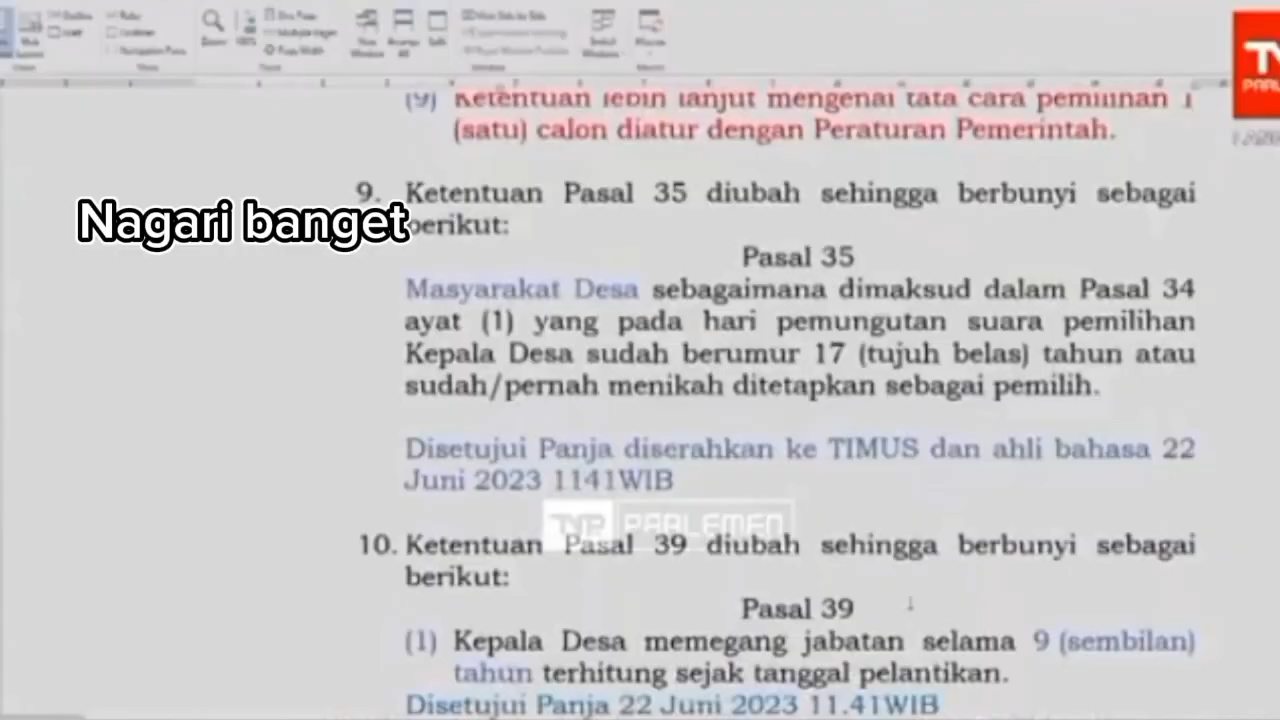 (9) Ketentuan lebih lanjut mengenai tata cara pemilihan 1
(satu) calon diatur dengan Peraturan Pemerintah.
9. Ketentuan Pasal 35 diubah sehingga berbunyi sebagai
berikut:
Nagari banget
Pasal 35
Masyarakat Desa sebagaimana dimaksud dalam Pasal 34
ayat (1) yang pada hari pemungutan suara pemilihan
Kepala Desa sudah berumur 17 (tujuh belas) tahun atau
sudah/pernah menikah ditetapkan sebagai pemilih.
Disetujui Panja diserahkan ke TIMUS dan ahli bahasa 22
Juni 2023 1141WIB
TVR PARLEMEN
10. Ketentuan Pasal 39 diubah sehingga berbunyi sebagai
berikut:
Pasal 39
(1) Kepala Desa memegang jabatan selama 9 (sembilan)
tahun terhitung sejak tanggal pelantikan.
Disetujui Panja 22 Juni 2023 11.41WIB